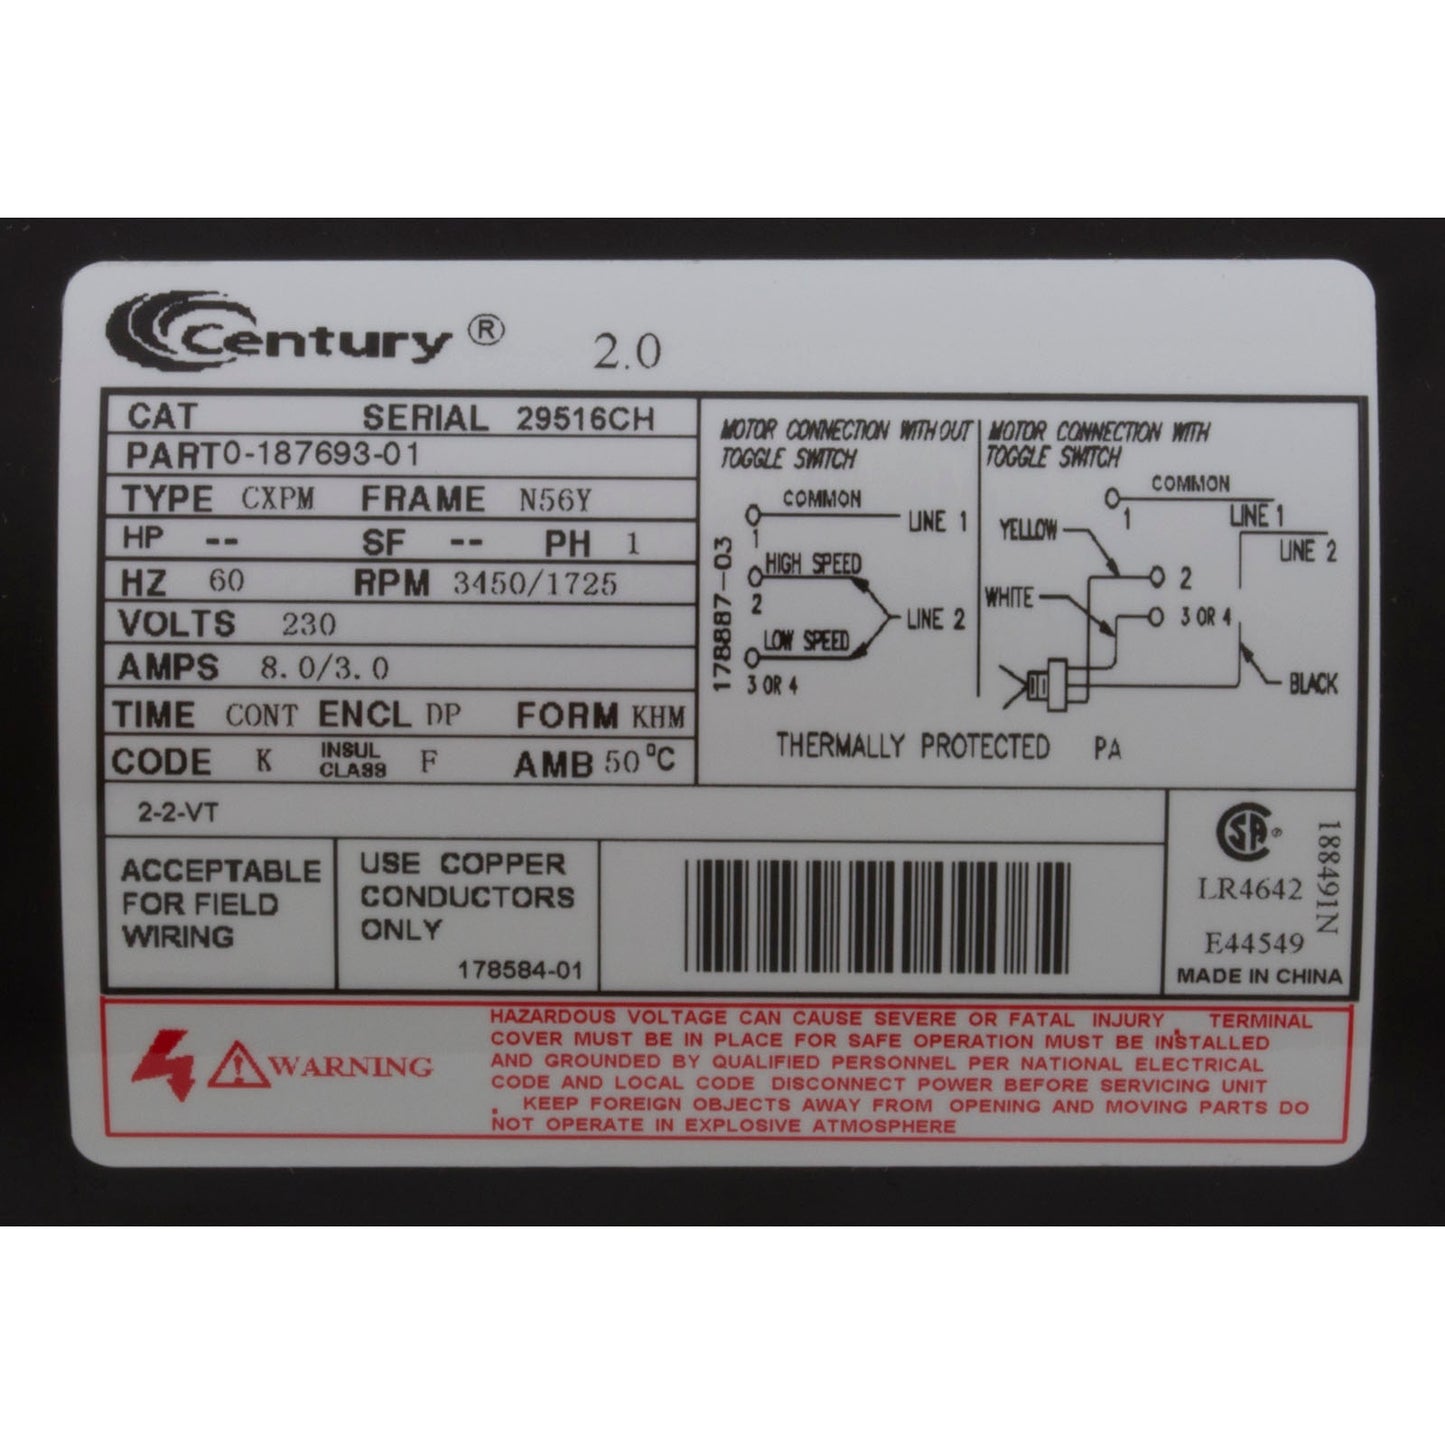 Century ® 2.0
CAT SERIAL 29516CH
PART 0-187693-01
TYPE CXPM FRAME N56Y
HP -- SF -- PH 1
HZ 60 RPM 3450/1725
VOLTS 230
AMPS 8.0/3.0
TIME CONT ENCL DP FORM KHM
CODE K INSUL CLASS F AMB 50 °C
MOTOR CONNECTION WITHOUT
TOGGLE SWITCH
COMMON
1
LINE 1
HIGH SPEED
2
LINE 2
LOW SPEED
3 OR 4
178887-03
MOTOR CONNECTION WITH
TOGGLE SWITCH
COMMON
1
LINE 1
YELLOW
LINE 2
2
WHITE
3 OR 4
BLACK
THERMALLY PROTECTED PA
2-2-VT
ACCEPTABLE
FOR FIELD
WIRING
USE COPPER
CONDUCTORS
ONLY
178584-01
SA ®
LR4642
E44549
MADE IN CHINA
188491N
WARNING
HAZARDOUS VOLTAGE CAN CAUSE SEVERE OR FATAL INJURY . TERMINAL
COVER MUST BE IN PLACE FOR SAFE OPERATION MUST BE INSTALLED
AND GROUNDED BY QUALIFIED PERSONNEL PER NATIONAL ELECTRICAL
CODE AND LOCAL CODE DISCONNECT POWER BEFORE SERVICING UNIT
. KEEP FOREIGN OBJECTS AWAY FROM OPENING AND MOVING PARTS DO
NOT OPERATE IN EXPLOSIVE ATMOSPHERE